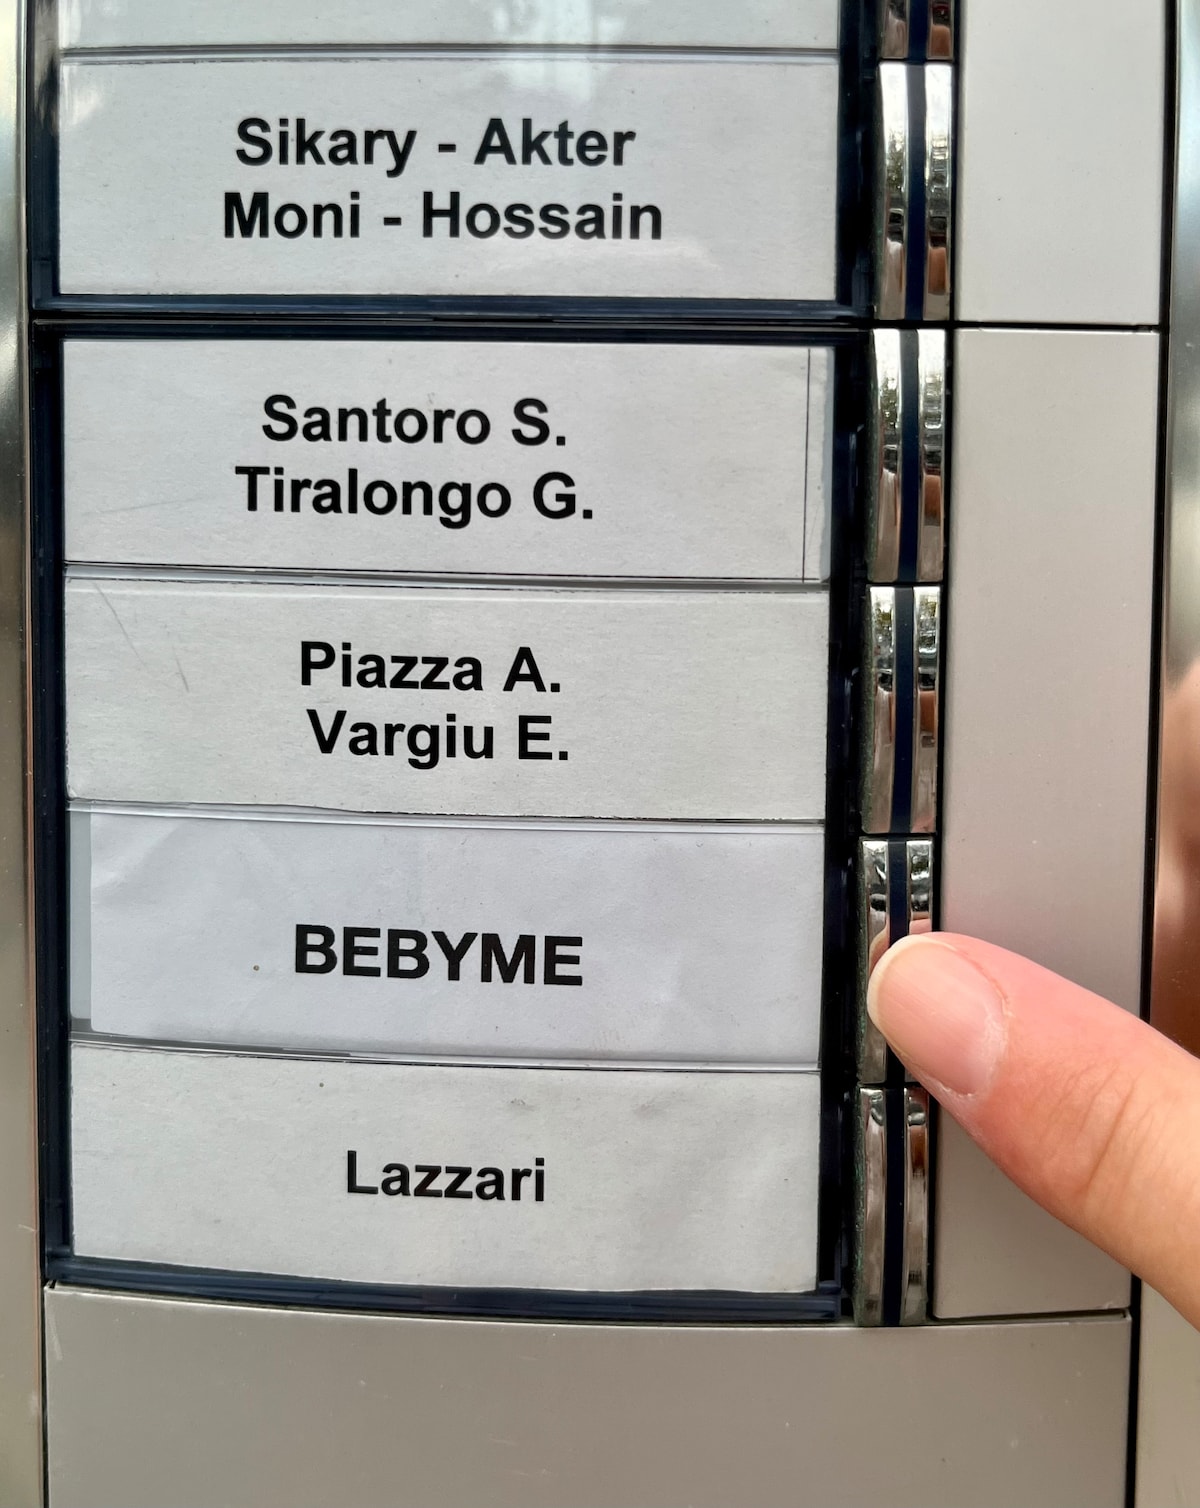 Sikary - Akter
Moni - Hossain
Santoro S.
Tiralongo G.
Piazza A.
Vargiu E.
BEBYME
Lazzari